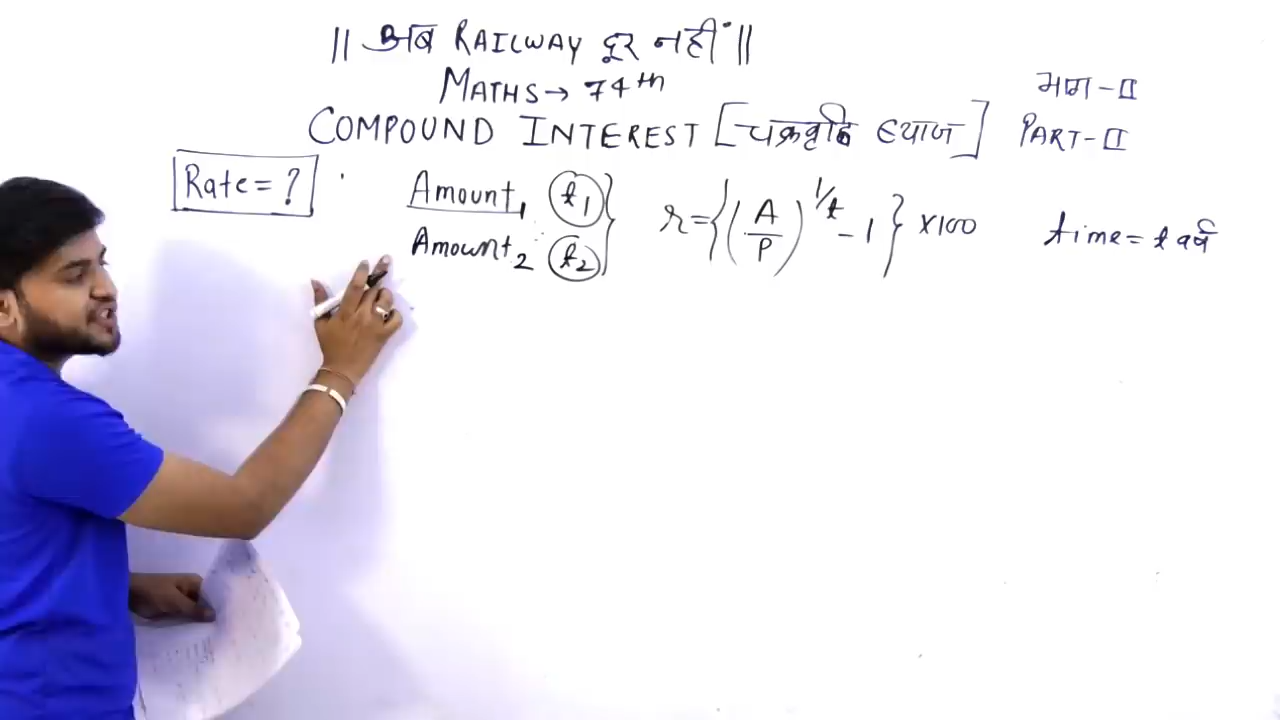 || अब RAILWAY दूर नहीं ||
MATHS → 74th
COMPOUND INTEREST [चक्रवृद्धि ब्याज] भाग-II PART-II
Rate = ?
Amount1 t1
Amount2 t2
r = {(A/P)^1/t - 1} ×100
time = t वर्ष